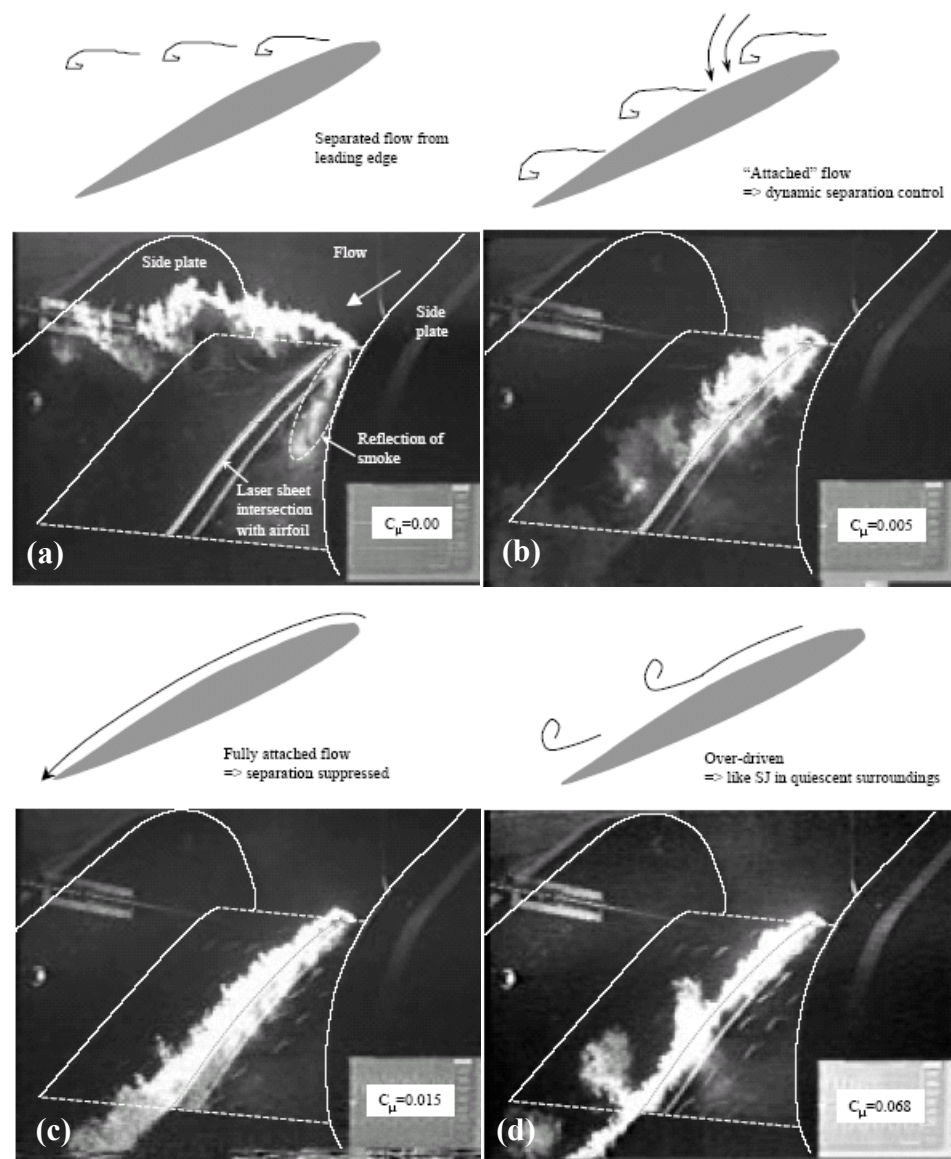 Separated flow from
leading edge
“Attached” flow
=> dynamic separation control
Side plate
Flow
Side
plate
Reflection of
smoke
Laser sheet
intersection
with airfoil
Cμ=0.00
(a)
Cμ=0.005
(b)
Fully attached flow
=> separation suppressed
Over-driven
=> like SJ in quiescent surroundings
Cμ=0.015
(c)
Cμ=0.068
(d)